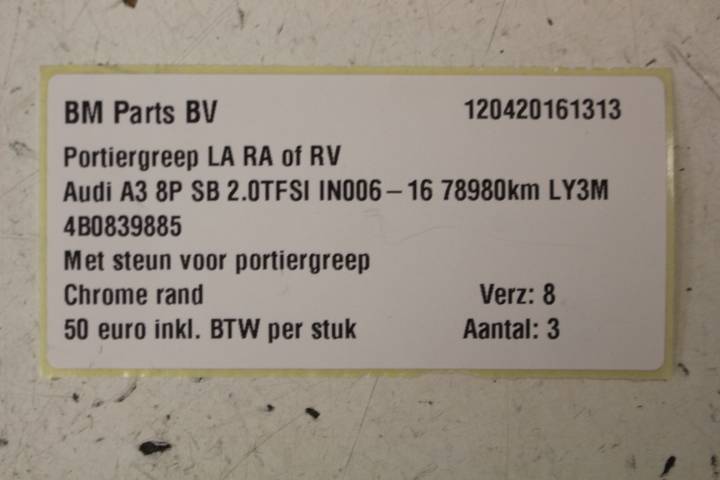 BM Parts BV 120420161313
Portiergreep LA RA of RV
Audi A3 8P SB 2.0TFSI IN006-16 78980km LY3M
4B0839885
Met steun voor portiergreep
Chrome rand Verz: 8
50 euro inkl. BTW per stuk Aantal: 3